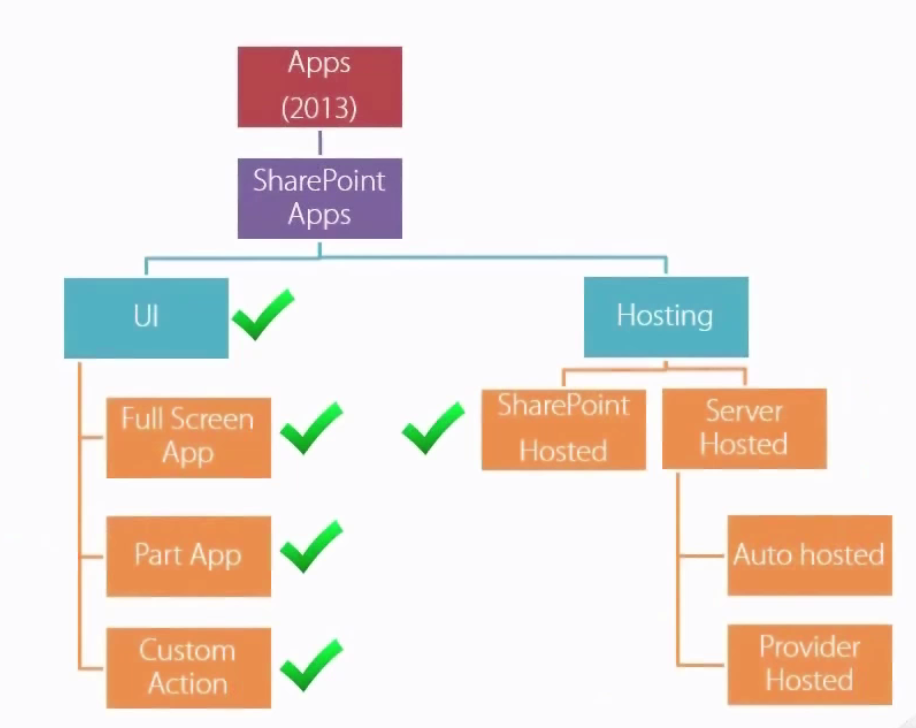 Apps
(2013)
SharePoint
Apps
UI
Hosting
Full Screen
App
SharePoint
Hosted
Server
Hosted
Part App
Auto hosted
Custom
Action
Provider
Hosted